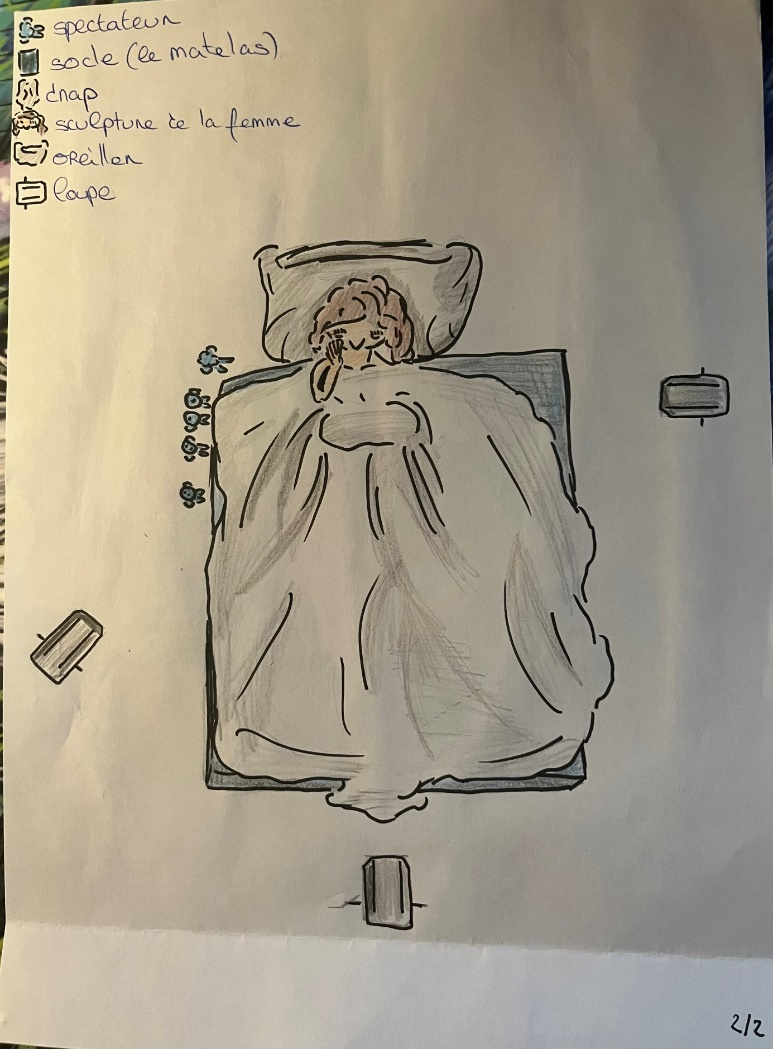 spectateur
socle (le matelas)
drap
sculpture de la femme
oreiller
loupe
2/2